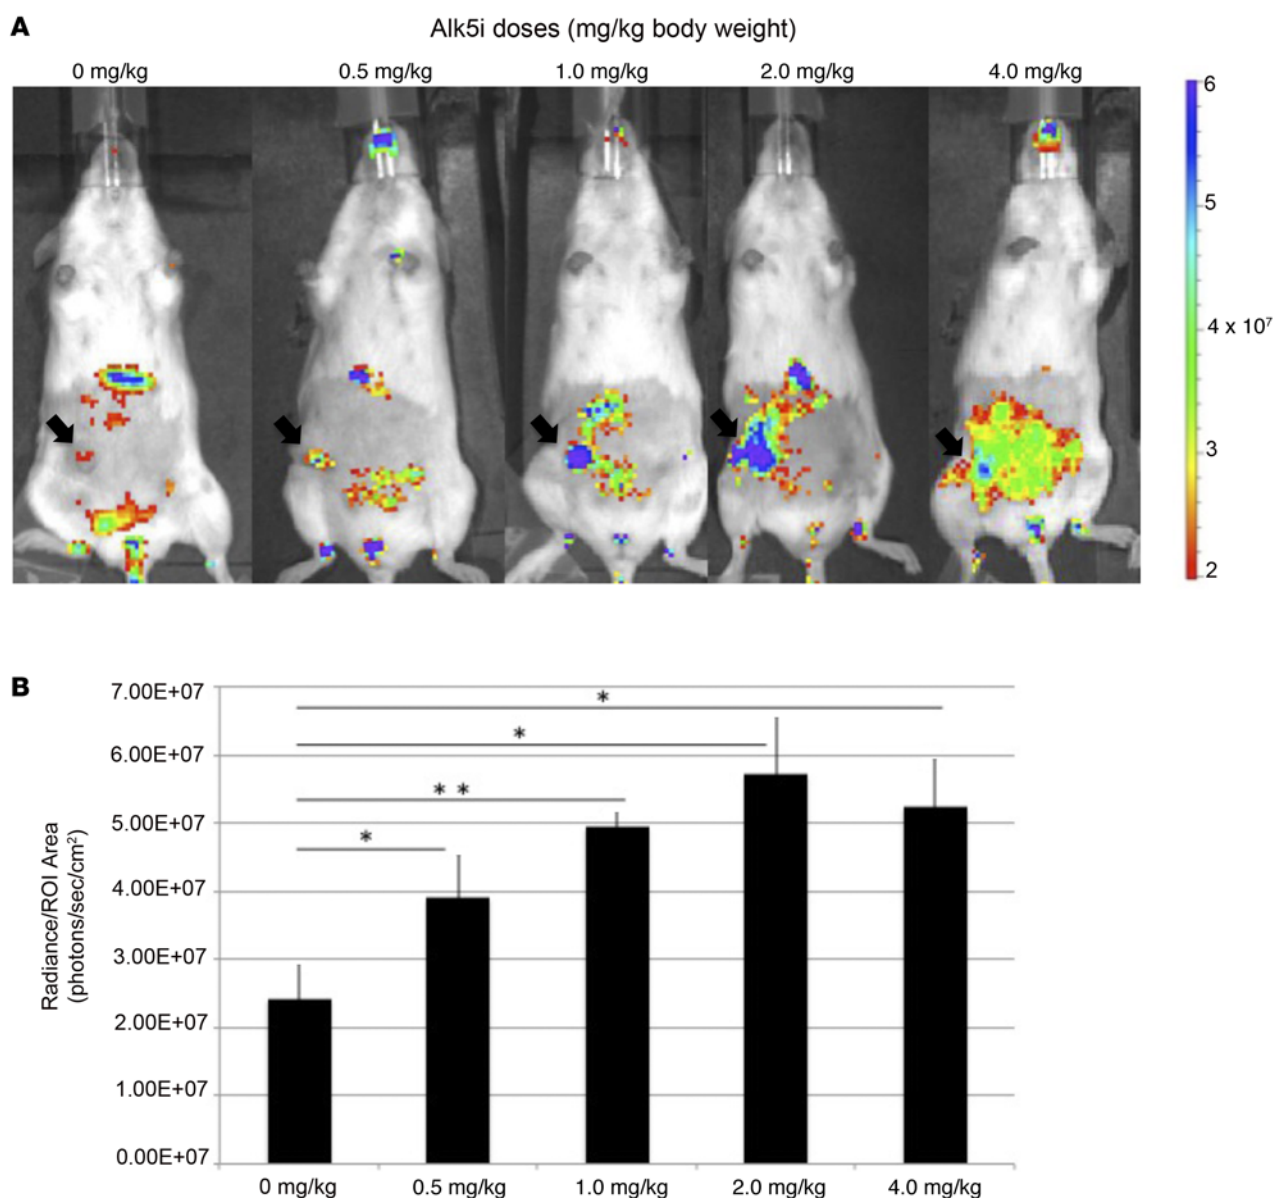 A
Alk5i doses (mg/kg body weight)
0 mg/kg 0.5 mg/kg 1.0 mg/kg 2.0 mg/kg 4.0 mg/kg
6
5
4 x 10⁷
3
2
B
7.00E+07
6.00E+07
5.00E+07
4.00E+07
3.00E+07
2.00E+07
1.00E+07
0.00E+07
Radiance/ROI Area
(photons/sec/cm²)
*
*
* *
*
0 mg/kg 0.5 mg/kg 1.0 mg/kg 2.0 mg/kg 4.0 mg/kg